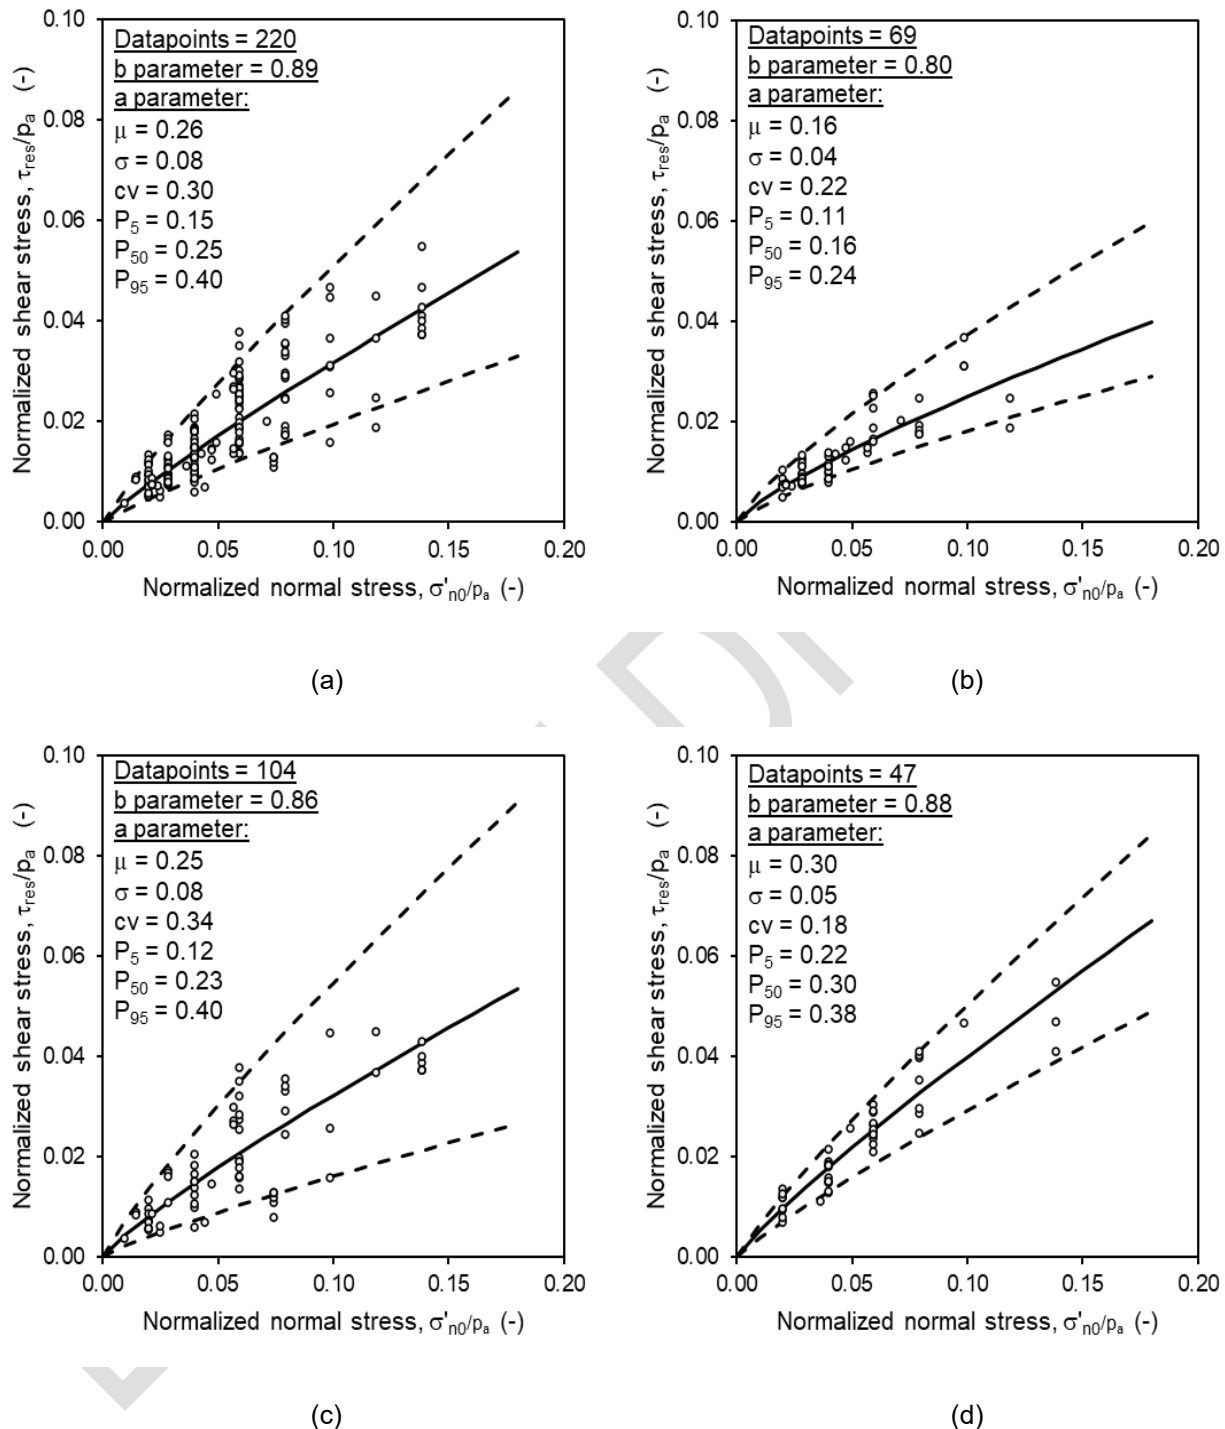 Datapoints = 220
b parameter = 0.89
a parameter:
μ = 0.26
σ = 0.08
cv = 0.30
P5 = 0.15
P50 = 0.25
P95 = 0.40
0.10
0.08
0.06
0.04
0.02
0.00
0.00 0.05 0.10 0.15 0.20
Normalized shear stress, τres/pa (-)
Normalized normal stress, σ'n0/pa (-)
(a)
Datapoints = 69
b parameter = 0.80
a parameter:
μ = 0.16
σ = 0.04
cv = 0.22
P5 = 0.11
P50 = 0.16
P95 = 0.24
0.10
0.08
0.06
0.04
0.02
0.00
0.00 0.05 0.10 0.15 0.20
Normalized shear stress, τres/pa (-)
Normalized normal stress, σ'n0/pa (-)
(b)
Datapoints = 104
b parameter = 0.86
a parameter:
μ = 0.25
σ = 0.08
cv = 0.34
P5 = 0.12
P50 = 0.23
P95 = 0.40
0.10
0.08
0.06
0.04
0.02
0.00
0.00 0.05 0.10 0.15 0.20
Normalized shear stress, τres/pa (-)
Normalized normal stress, σ'n0/pa (-)
(c)
Datapoints = 47
b parameter = 0.88
a parameter:
μ = 0.30
σ = 0.05
cv = 0.18
P5 = 0.22
P50 = 0.30
P95 = 0.38
0.10
0.08
0.06
0.04
0.02
0.00
0.00 0.05 0.10 0.15 0.20
Normalized shear stress, τres/pa (-)
Normalized normal stress, σ'n0/pa (-)
(d)